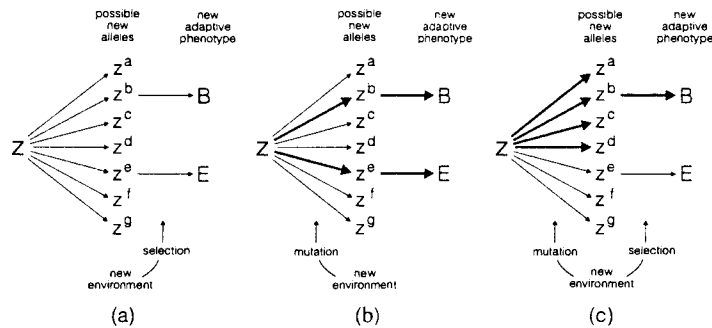 possible new alleles
new adaptive phenotype
Z
z^a
z^b
B
z^c
z^d
z^e
E
z^f
z^g
selection
new environment
(a)
possible new alleles
new adaptive phenotype
Z
z^a
z^b
B
z^c
z^d
z^e
E
z^f
z^g
mutation
new environment
(b)
possible new alleles
new adaptive phenotype
Z
z^a
z^b
B
z^c
z^d
z^e
E
z^f
z^g
mutation
selection
new environment
(c)